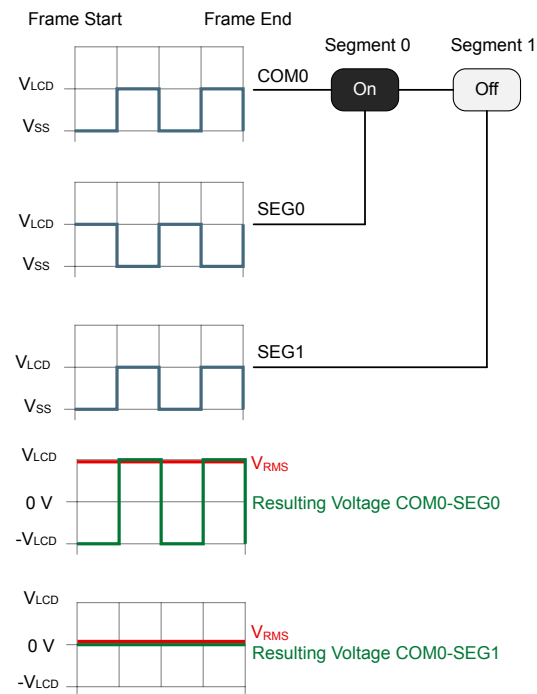 Frame Start Frame End
Segment 0 Segment 1
COM0
VLCD
On Off
VSS
SEG0
VLCD
VSS
SEG1
VLCD
VSS
VLCD
VRMS
0 V
Resulting Voltage COM0-SEG0
-VLCD
VLCD
VRMS
0 V
Resulting Voltage COM0-SEG1
-VLCD